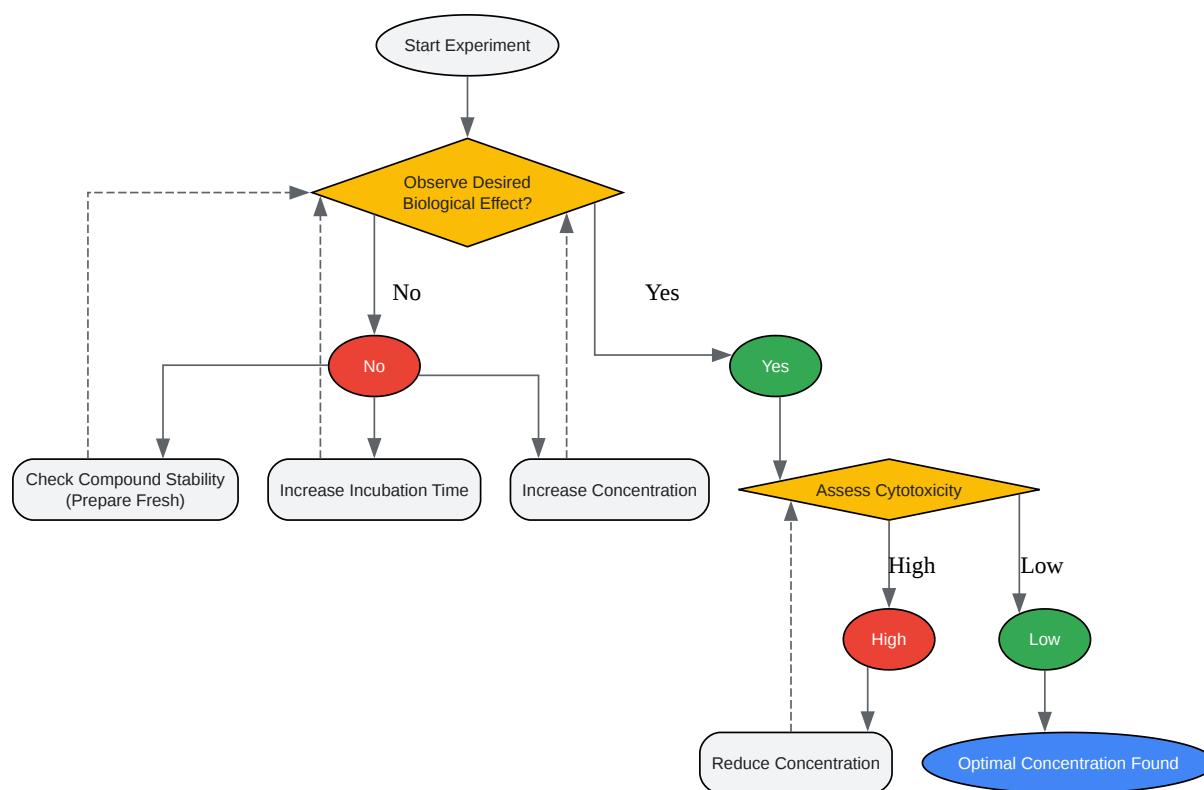 Start Experiment
Observe Desired
Biological Effect?
No
Yes
No
Yes
Check Compound Stability
(Prepare Fresh)
Increase Incubation Time
Increase Concentration
Assess Cytotoxicity
High
Low
High
Low
Reduce Concentration
Optimal Concentration Found